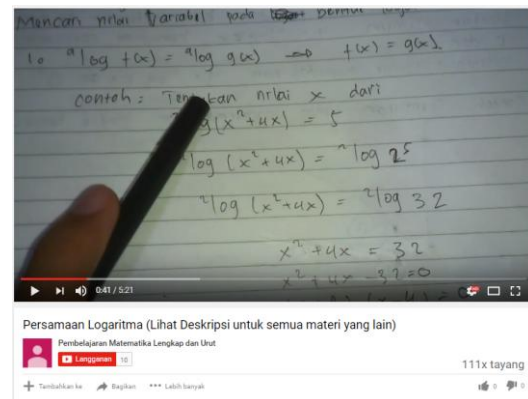 Mencari nilai Variabel pada bentuk
1. ᵃlog f(x) = ᵃlog g(x) → f(x) = g(x)
contoh : Tentukan nilai x dari
g(x² + 4x) = 5
log (x² + 4x) = ²log 2⁵
²log (x² + 4x) = ²log 32
x² + 4x = 32
x² + 4x - 32 = 0
0:41 / 5:21
Persamaan Logaritma (Lihat Deskripsi untuk semua materi yang lain)
Pembelajaran Matematika Lengkap dan Urut
Langganan 10
111x tayang
Tambahkan ke Bagikan Lebih banyak
0 0